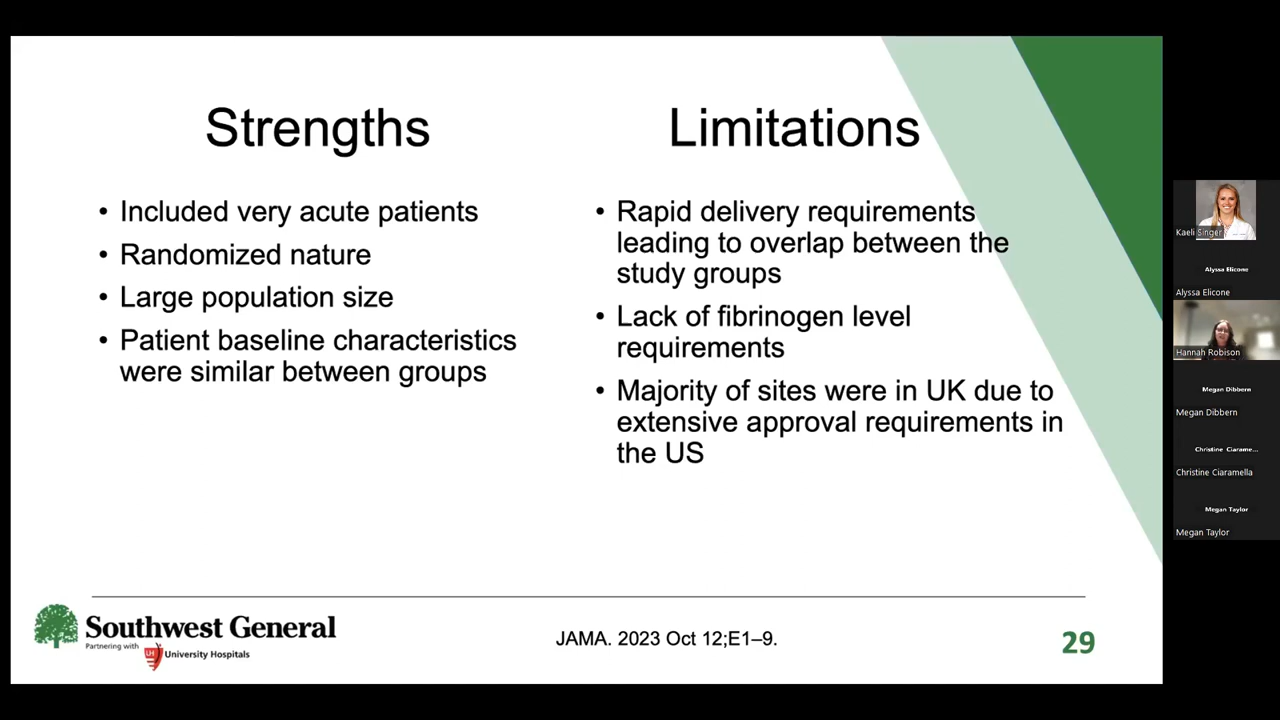 Strengths
Limitations
• Included very acute patients
• Randomized nature
• Large population size
• Patient baseline characteristics
were similar between groups
• Rapid delivery requirements
leading to overlap between the
study groups
• Lack of fibrinogen level
requirements
• Majority of sites were in UK due to
extensive approval requirements in
the US
Southwest General
Partnering with
UH
University Hospitals
JAMA. 2023 Oct 12;E1–9.
29
Kaeli Singer
Alyssa Elicone
Alyssa Elicone
Hannah Robison
Megan Dibbern
Megan Dibbern
Christine Ciarame...
Christine Ciaramella
Megan Taylor
Megan Taylor